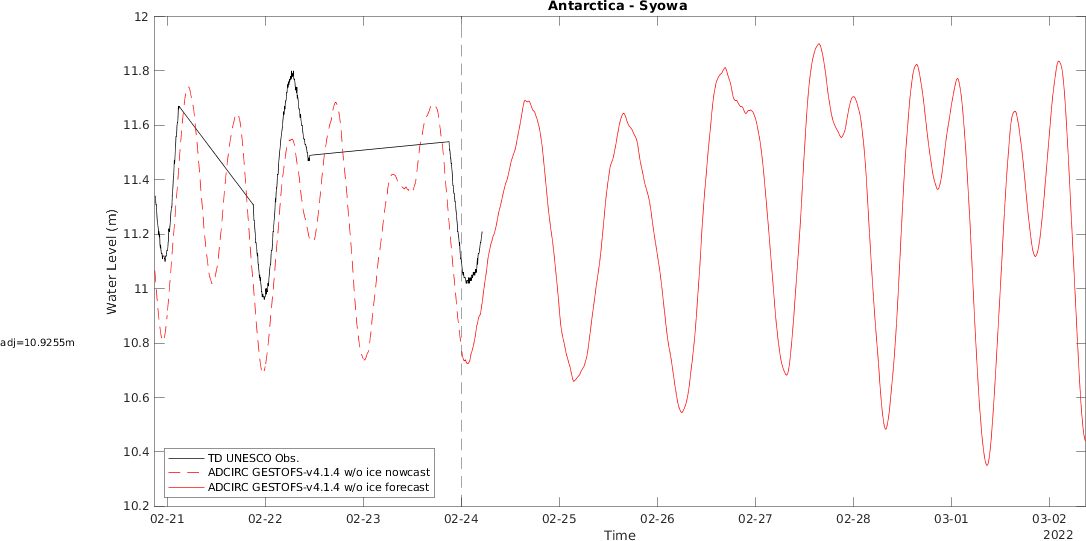 Antarctica - Syowa
12
11.8
11.6
11.4
11.2
11
10.8
10.6
10.4
10.2
Water Level (m)
adj=10.9255m
TD UNESCO Obs.
ADCIRC GESTOFS-v4.1.4 w/o ice nowcast
ADCIRC GESTOFS-v4.1.4 w/o ice forecast
02-21 02-22 02-23 02-24 02-25 02-26 02-27 02-28 03-01 03-02
2022
Time